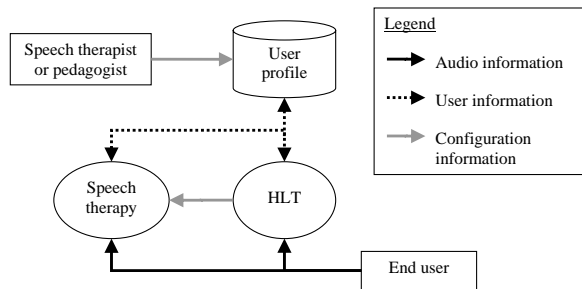 Speech therapist
or pedagogist
User
profile
Legend
Audio information
User information
Configuration
information
Speech
therapy
HLT
End user